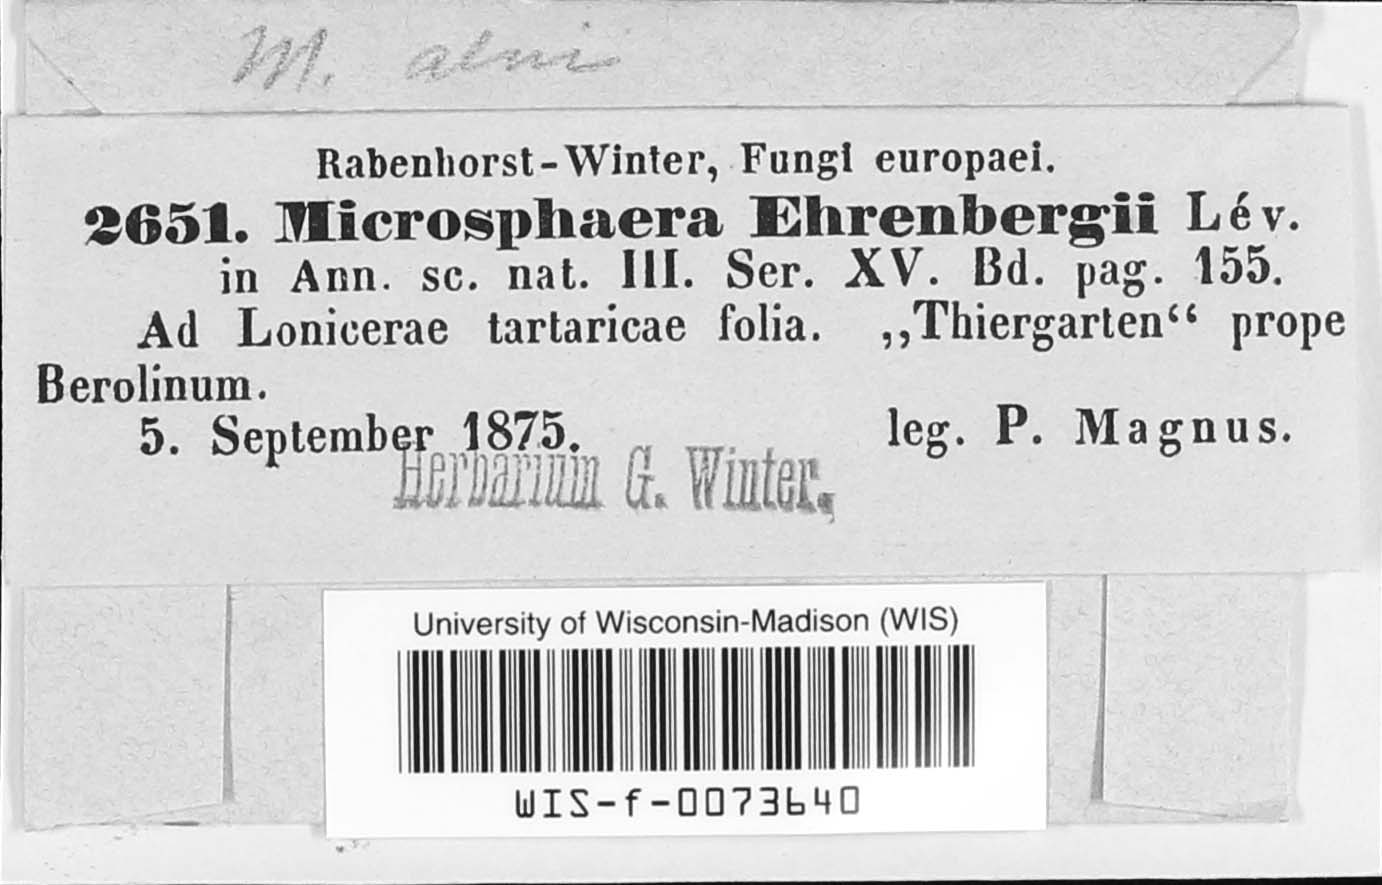 M. alni
Rabenhorst-Winter, Fungi europaei.
2651. Microsphaera Ehrenbergii Lév.
in Ann. sc. nat. III. Ser. XV. Bd. pag. 155.
Ad Lonicerae tartaricae folia. „Thiergarten“ prope
Berolinum.
5. September 1875. leg. P. Magnus.
Herbarium G. Winter.
University of Wisconsin-Madison (WIS)
WIS-f-0073640